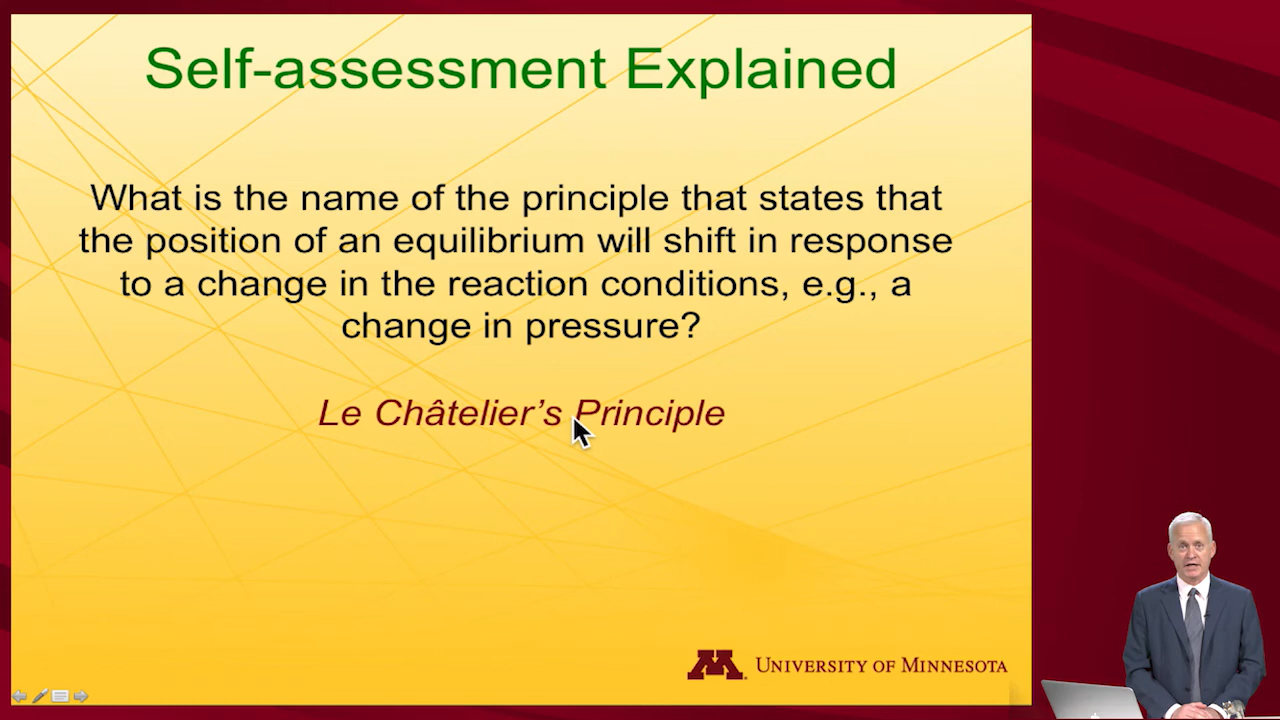 Self-assessment Explained
What is the name of the principle that states that
the position of an equilibrium will shift in response
to a change in the reaction conditions, e.g., a
change in pressure?
Le Châtelier’s Principle
M
UNIVERSITY OF MINNESOTA